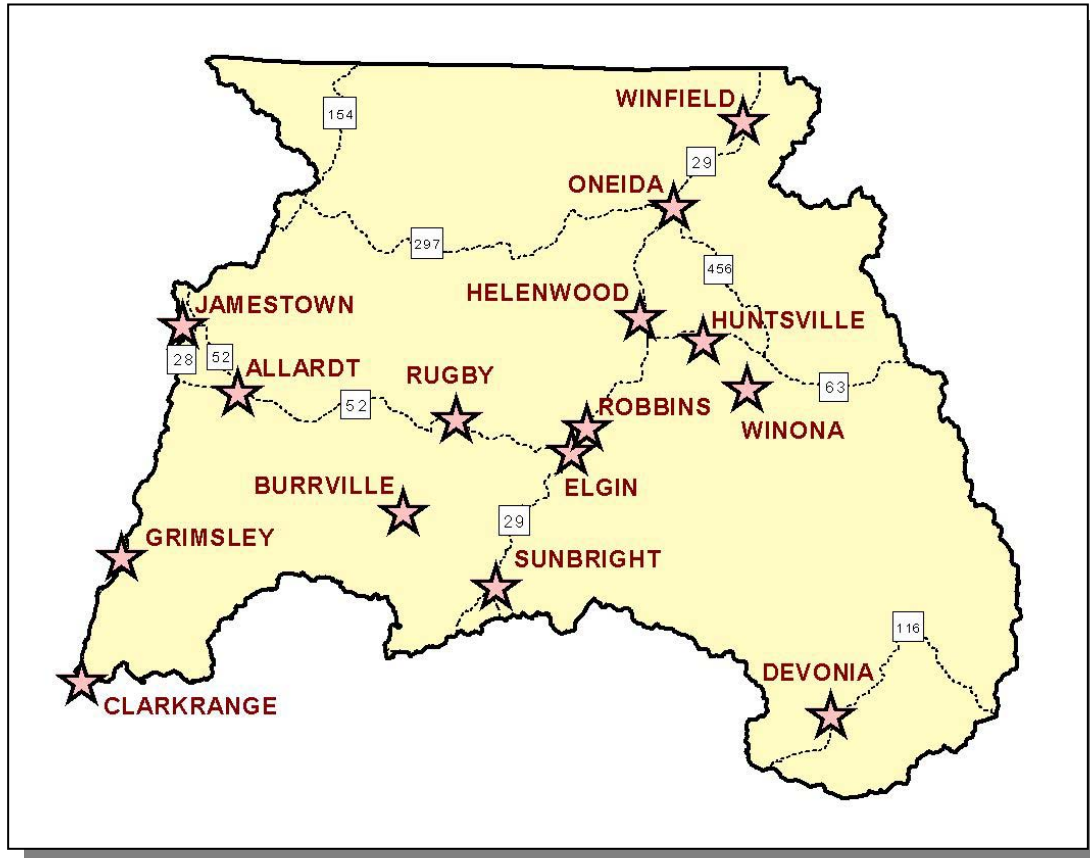 WINFIELD
154
29
ONEIDA
297
456
HELENWOOD
JAMESTOWN
HUNTSVILLE
28
52
ALLARDT
RUGBY
63
52
ROBBINS
WINONA
BURRVILLE
ELGIN
29
GRIMSLEY
SUNBRIGHT
116
DEVONIA
CLARKRANGE